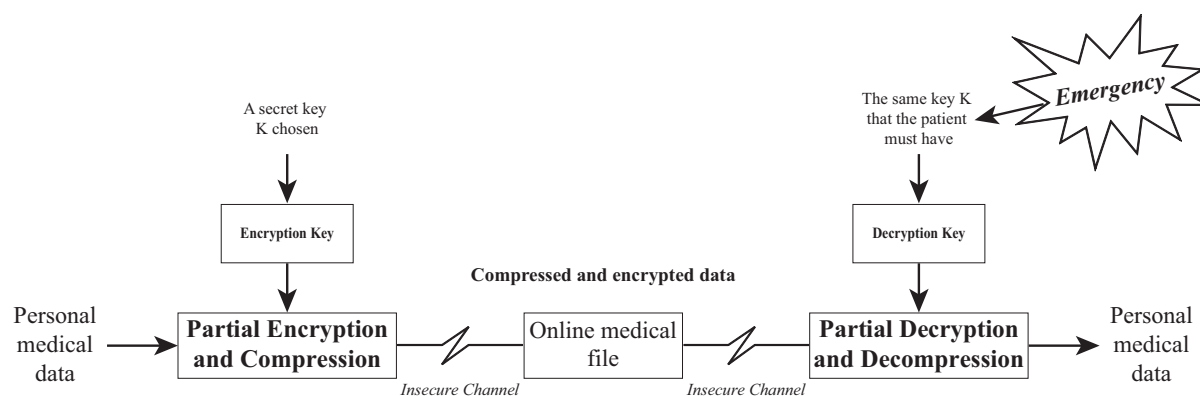 A secret key
K chosen
The same key K
that the patient
must have
Emergency
Encryption Key
Decryption Key
Compressed and encrypted data
Personal
medical
data
Partial Encryption
and Compression
Insecure Channel
Online medical
file
Insecure Channel
Partial Decryption
and Decompression
Personal
medical
data